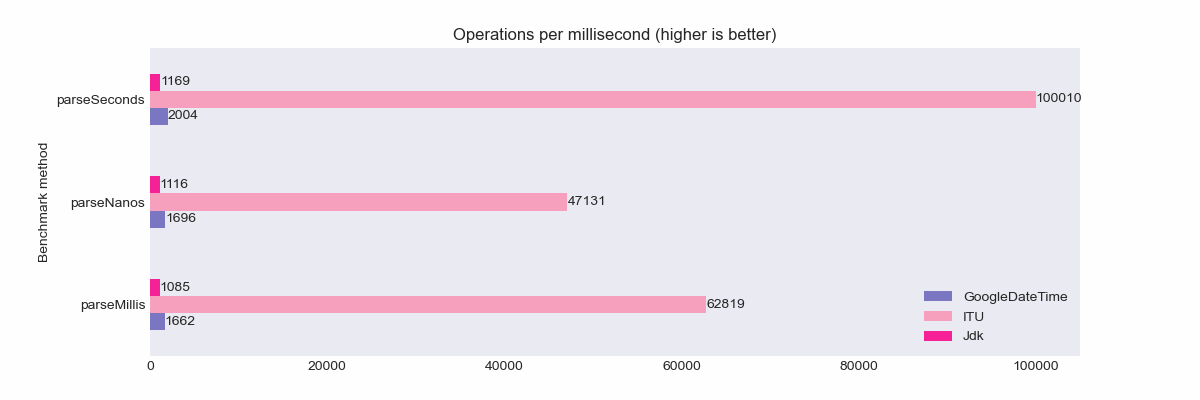 Operations per millisecond (higher is better)
Benchmark method
parseSeconds
1169
100010
2004
parseNanos
1116
47131
1696
parseMillis
1085
62819
1662
GoogleDateTime
ITU
Jdk
0 20000 40000 60000 80000 100000